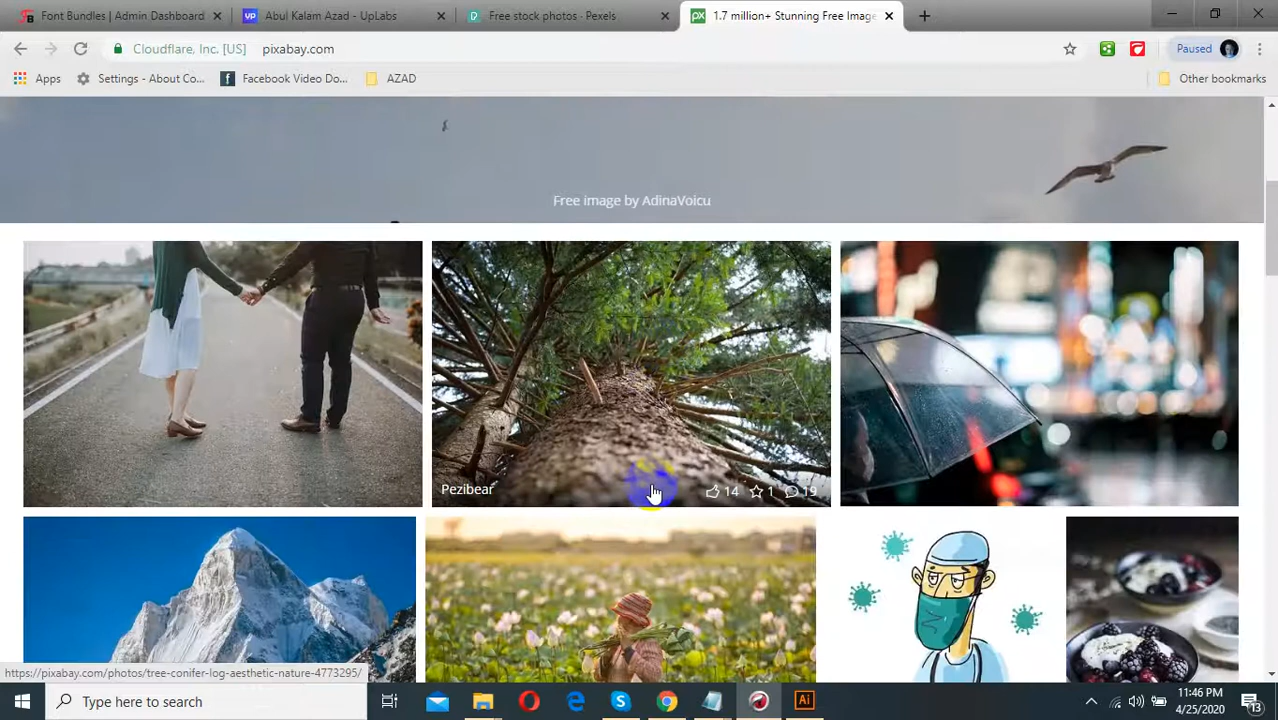 Font Bundles | Admin Dashboard
Abul Kalam Azad - UpLabs
Free stock photos · Pexels
1.7 million+ Stunning Free Image
Cloudflare, Inc. [US]
pixabay.com
Paused
Apps
Settings - About Co...
Facebook Video Do...
AZAD
Other bookmarks
Free image by AdinaVoicu
Pezibear
14
1
19
https://pixabay.com/photos/tree-conifer-log-aesthetic-nature-4773295/
Type here to search
11:46 PM
4/25/2020
13